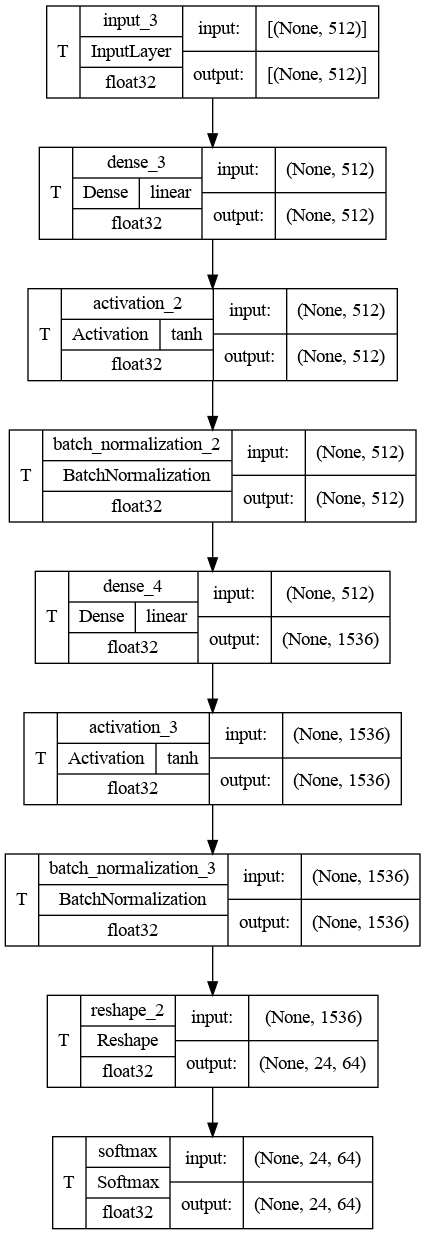 T input_3 input: [(None, 512)]
InputLayer
float32 output: [(None, 512)]
T dense_3 input: (None, 512)
Dense linear
float32 output: (None, 512)
T activation_2 input: (None, 512)
Activation tanh
float32 output: (None, 512)
T batch_normalization_2 input: (None, 512)
BatchNormalization
float32 output: (None, 512)
T dense_4 input: (None, 512)
Dense linear
float32 output: (None, 1536)
T activation_3 input: (None, 1536)
Activation tanh
float32 output: (None, 1536)
T batch_normalization_3 input: (None, 1536)
BatchNormalization
float32 output: (None, 1536)
T reshape_2 input: (None, 1536)
Reshape
float32 output: (None, 24, 64)
T softmax input: (None, 24, 64)
Softmax
float32 output: (None, 24, 64)